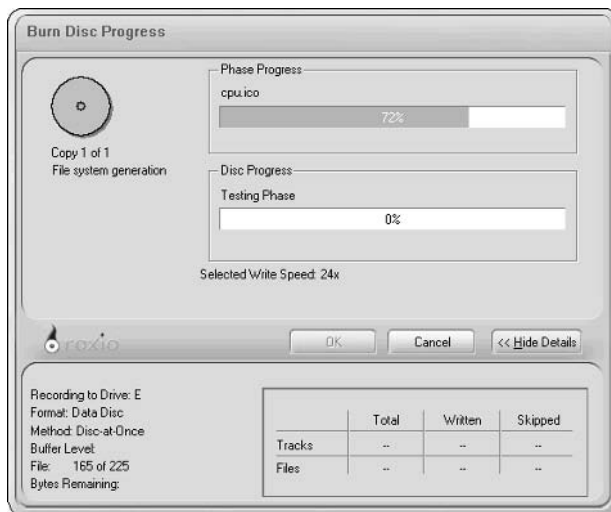 Burn Disc Progress
Phase Progress
cpu.ico
72%
Copy 1 of 1
File system generation
Disc Progress
Testing Phase
0%
Selected Write Speed: 24x
roxio
OK
Cancel
<< Hide Details
Recording to Drive: E
Format: Data Disc
Method: Disc-at-Once
Buffer Level:
File: 165 of 225
Bytes Remaining:
Total Written Skipped
Tracks -- -- --
Files -- -- --